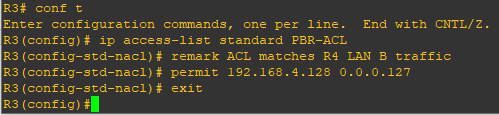 R3# conf t
Enter configuration commands, one per line.  End with CNTL/Z.
R3(config)# ip access-list standard PBR-ACL
R3(config-std-nacl)# remark ACL matches R4 LAN B traffic
R3(config-std-nacl)# permit 192.168.4.128 0.0.0.127
R3(config-std-nacl)# exit
R3(config)#